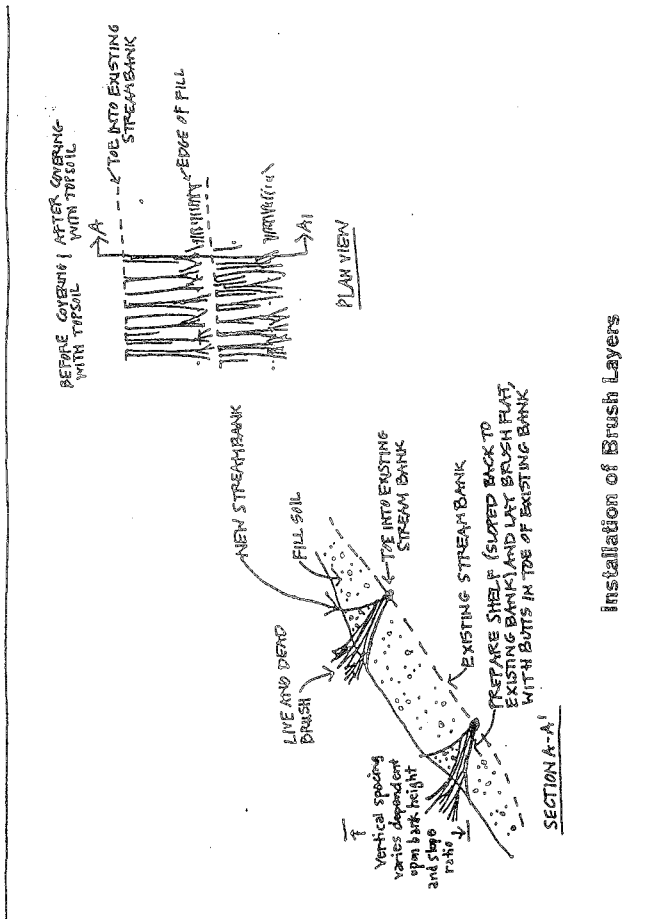 BEFORE COVERING | AFTER COVERING
WITH TOPSOIL WITH TOPSOIL
A
TOE INTO EXISTING
STREAMBANK
EDGE OF FILL
A1
PLAN VIEW
NEW STREAMBANK
FILL SOIL
LIVE AND DEAD
BRUSH
TOE INTO EXISTING
STREAM BANK
EXISTING STREAMBANK
PREPARE SHELF (SLOPED BACK TO
EXISTING BANK) AND LAY BRUSH FLAT,
WITH BUTTS IN TOE OF EXISTING BANK
Vertical spacing
varies dependent
upon bank height
and slope
ratio
SECTION A-A'
Installation of Brush Layers